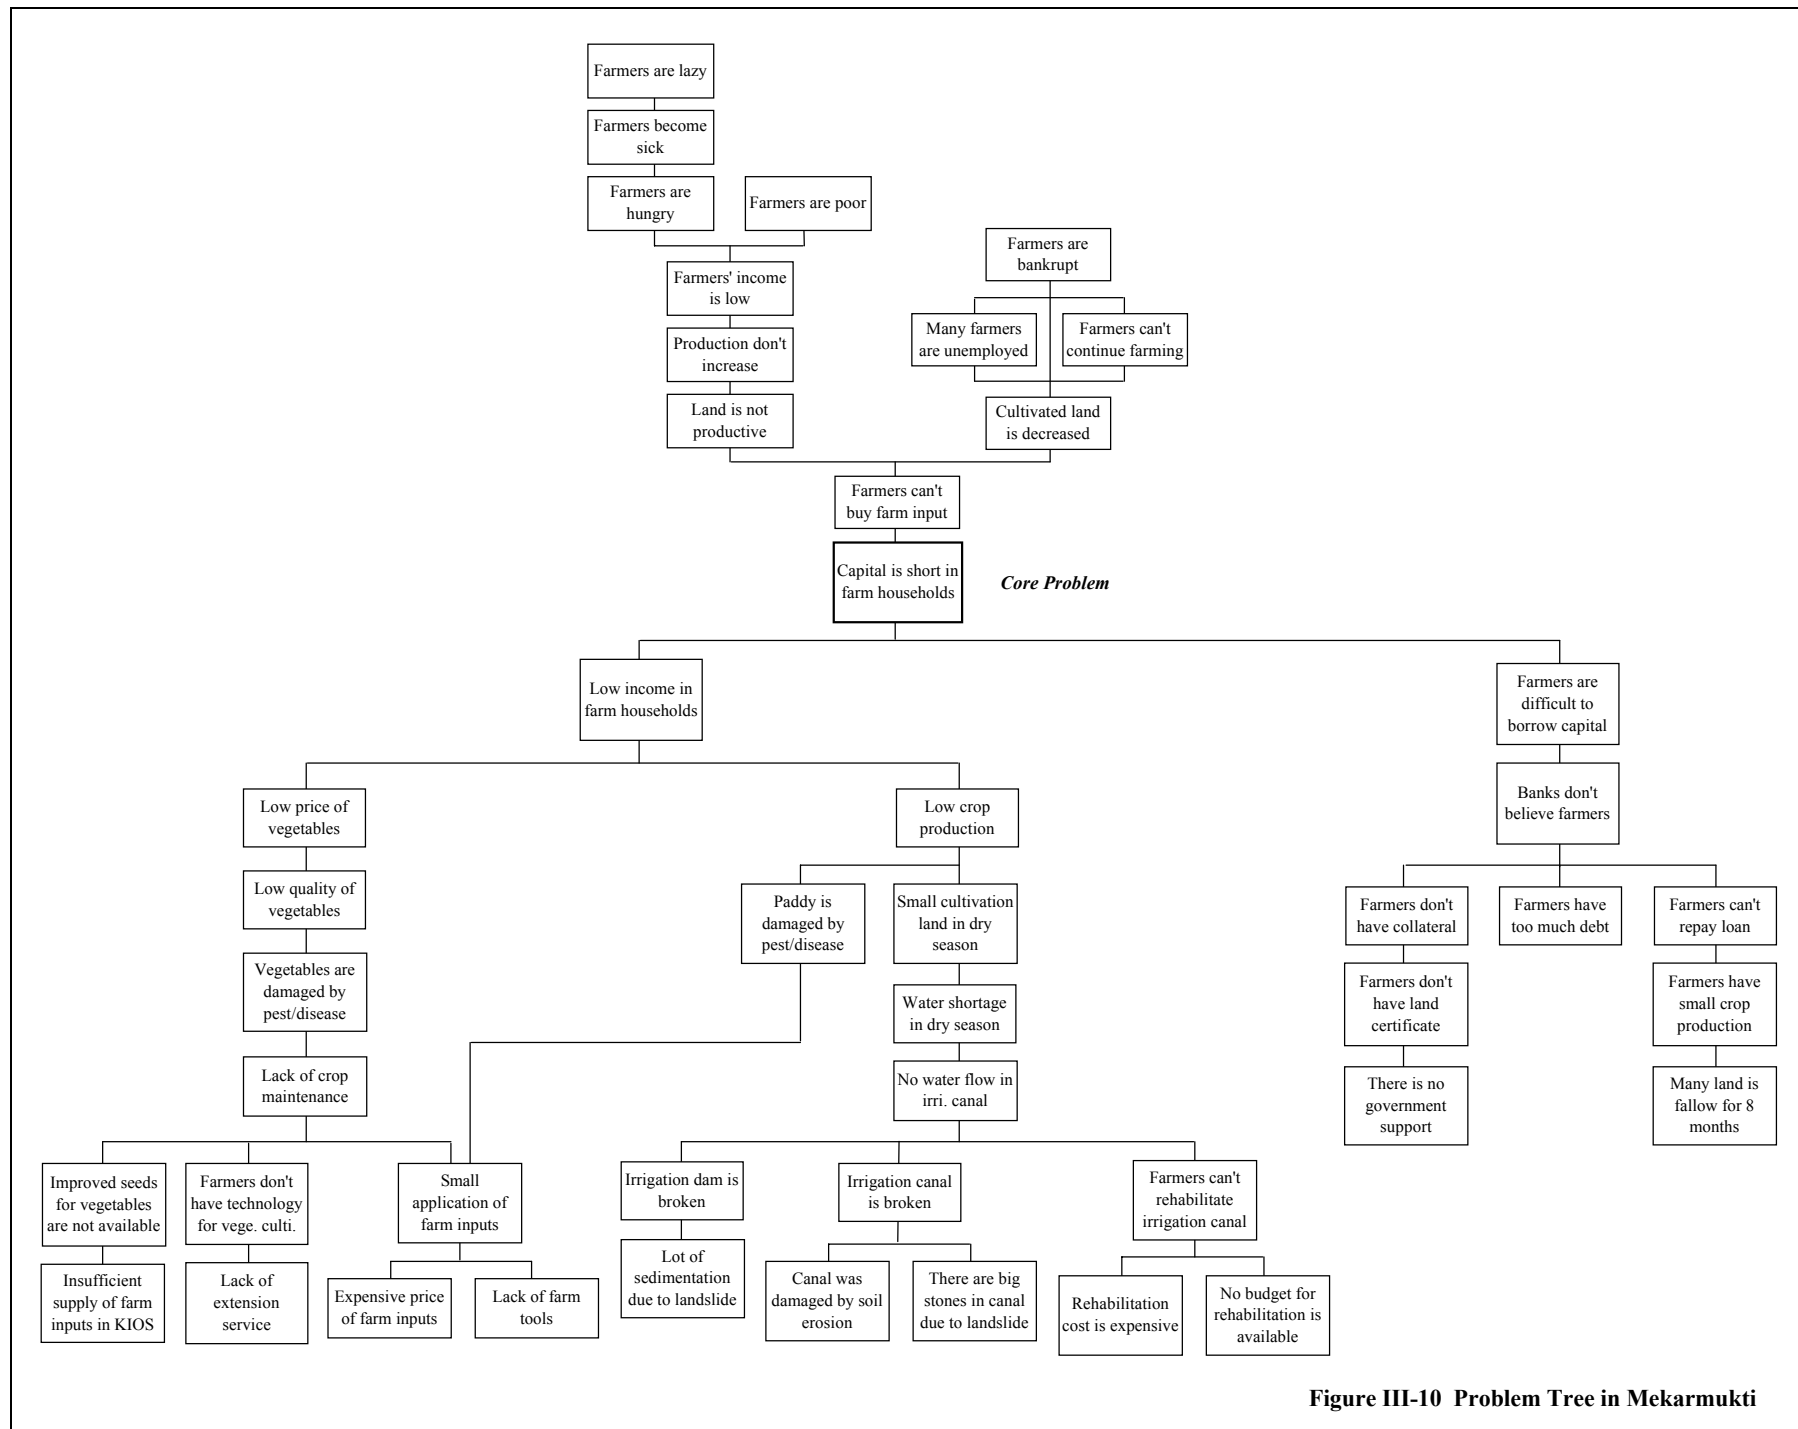 Farmers are lazy
Farmers become
sick
Farmers are
hungry
Farmers are poor
Farmers are
bankrupt
Farmers' income
is low
Many farmers
are unemployed
Farmers can't
continue farming
Production don't
increase
Land is not
productive
Cultivated land
is decreased
Farmers can't
buy farm input
Capital is short in
farm households
Core Problem
Low income in
farm households
Farmers are
difficult to
borrow capital
Low price of
vegetables
Low crop
production
Banks don't
believe farmers
Low quality of
vegetables
Paddy is
damaged by
pest/disease
Small cultivation
land in dry
season
Farmers don't
have collateral
Farmers have
too much debt
Farmers can't
repay loan
Vegetables are
damaged by
pest/disease
Water shortage
in dry season
Farmers don't
have land
certificate
Farmers have
small crop
production
Lack of crop
maintenance
No water flow in
irri. canal
There is no
government
support
Many land is
fallow for 8
months
Improved seeds
for vegetables
are not available
Farmers don't
have technology
for vege. culti.
Small
application of
farm inputs
Irrigation dam is
broken
Irrigation canal
is broken
Farmers can't
rehabilitate
irrigation canal
Insufficient
supply of farm
inputs in KIOS
Lack of
extension
service
Expensive price
of farm inputs
Lack of farm
tools
Lot of
sedimentation
due to landslide
Canal was
damaged by soil
erosion
There are big
stones in canal
due to landslide
Rehabilitation
cost is expensive
No budget for
rehabilitation is
available
Figure III-10  Problem Tree in Mekarmukti